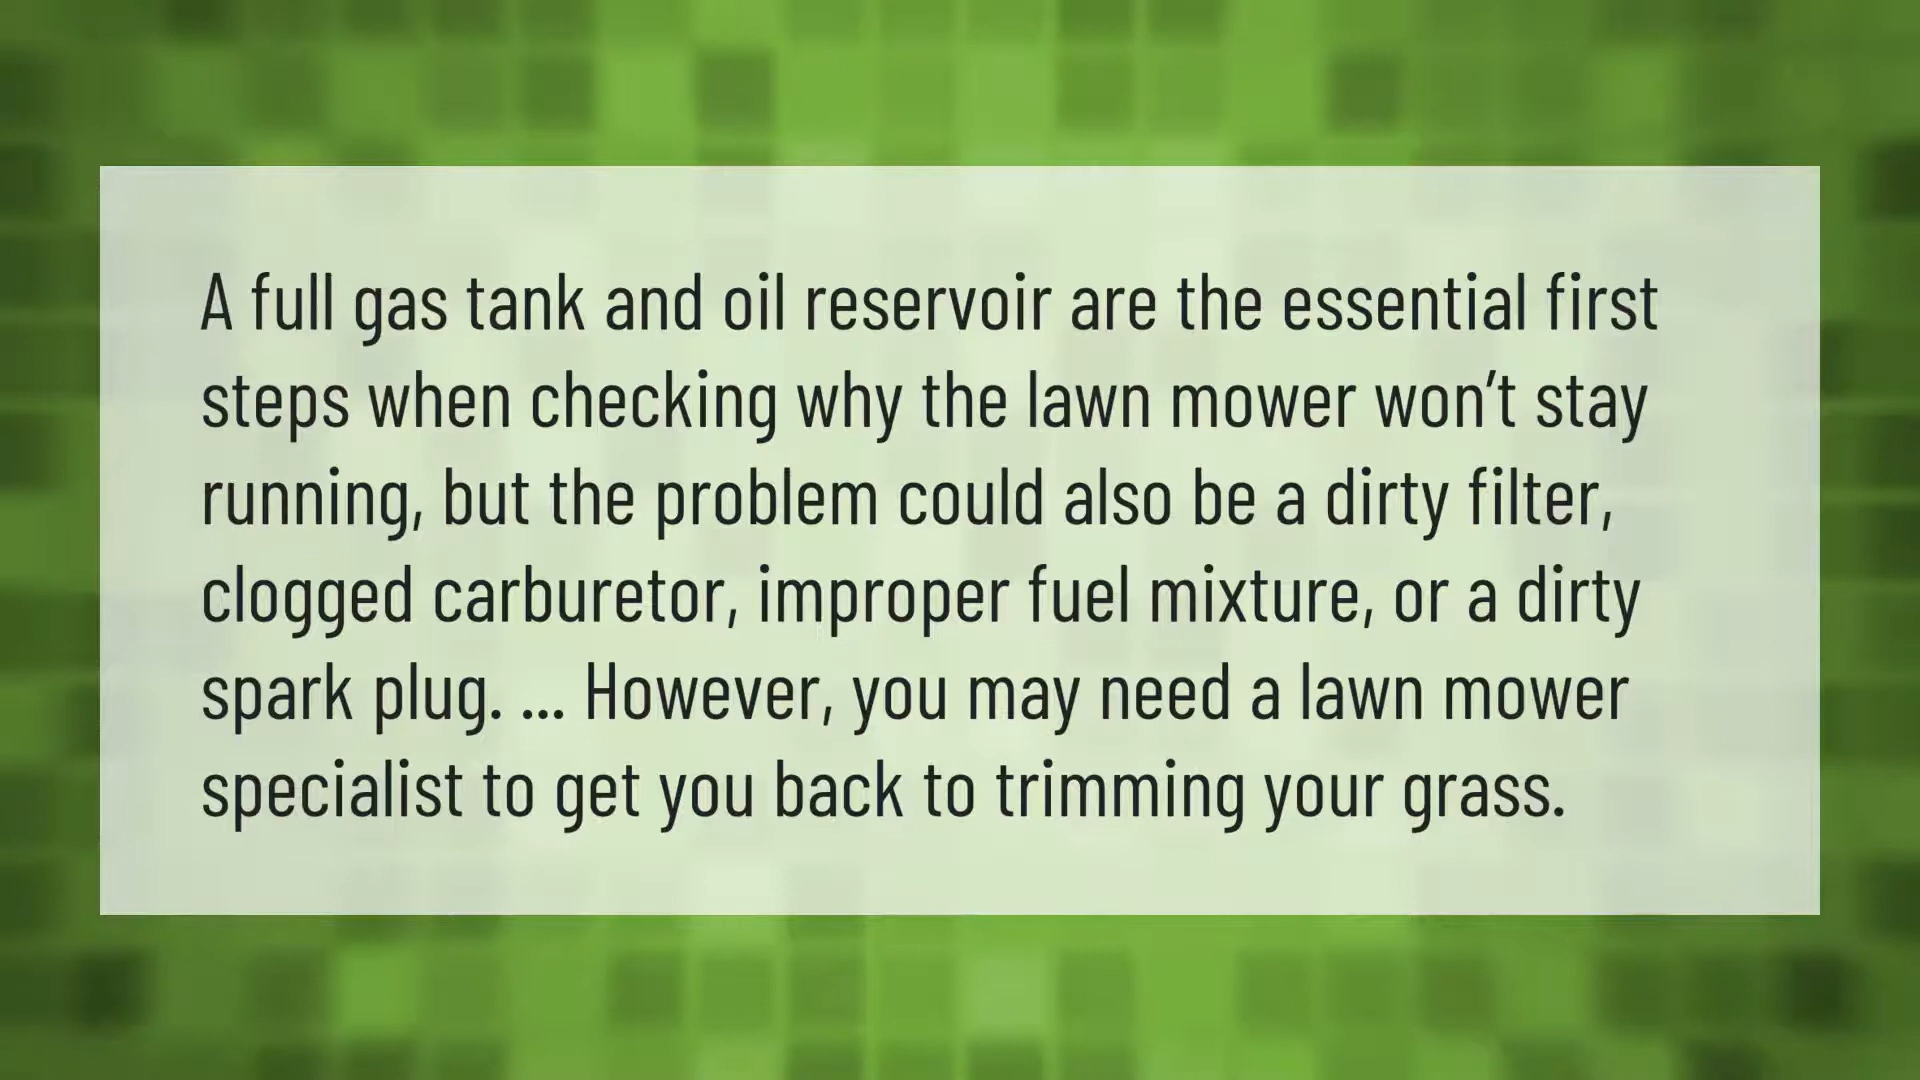 A full gas tank and oil reservoir are the essential first
steps when checking why the lawn mower won’t stay
running, but the problem could also be a dirty filter,
clogged carburetor, improper fuel mixture, or a dirty
spark plug. ... However, you may need a lawn mower
specialist to get you back to trimming your grass.